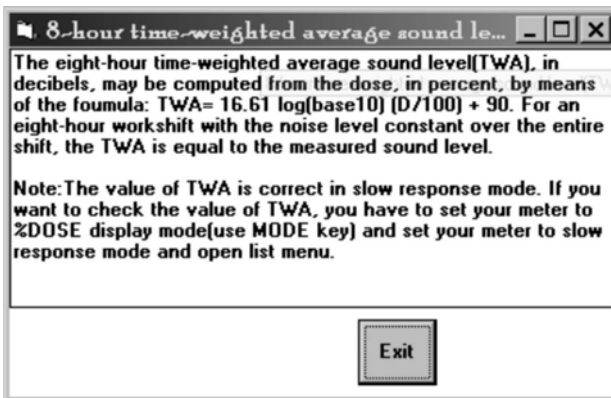 8-hour time-weighted average sound le...
The eight-hour time-weighted average sound level(TWA), in
decibels, may be computed from the dose, in percent, by means
of the foumula: TWA= 16.61 log(base10) (D/100) + 90. For an
eight-hour workshift with the noise level constant over the entire
shift, the TWA is equal to the measured sound level.
Note:The value of TWA is correct in slow response mode. If you
want to check the value of TWA, you have to set your meter to
%DOSE display mode(use MODE key) and set your meter to slow
response mode and open list menu.
Exit